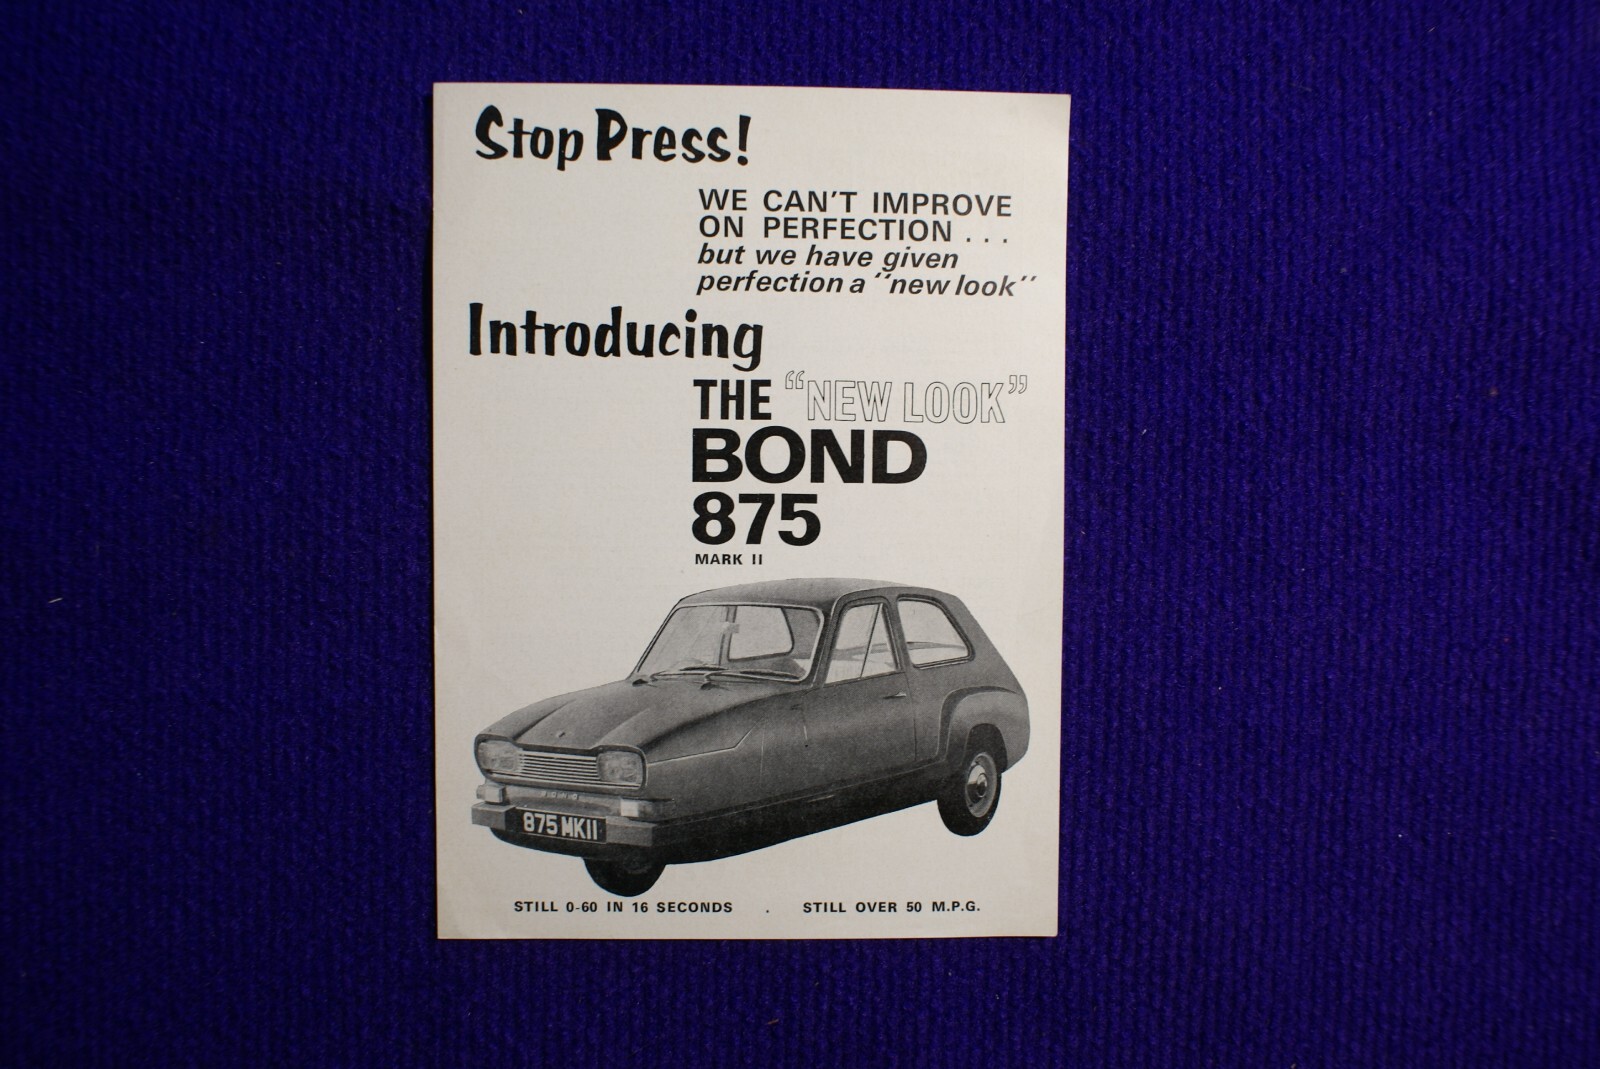 Stop Press!
WE CAN'T IMPROVE
ON PERFECTION . . .
but we have given
perfection a "new look"
Introducing
THE "NEW LOOK"
BOND
875
MARK II
875 MKII
STILL 0-60 IN 16 SECONDS . STILL OVER 50 M.P.G.